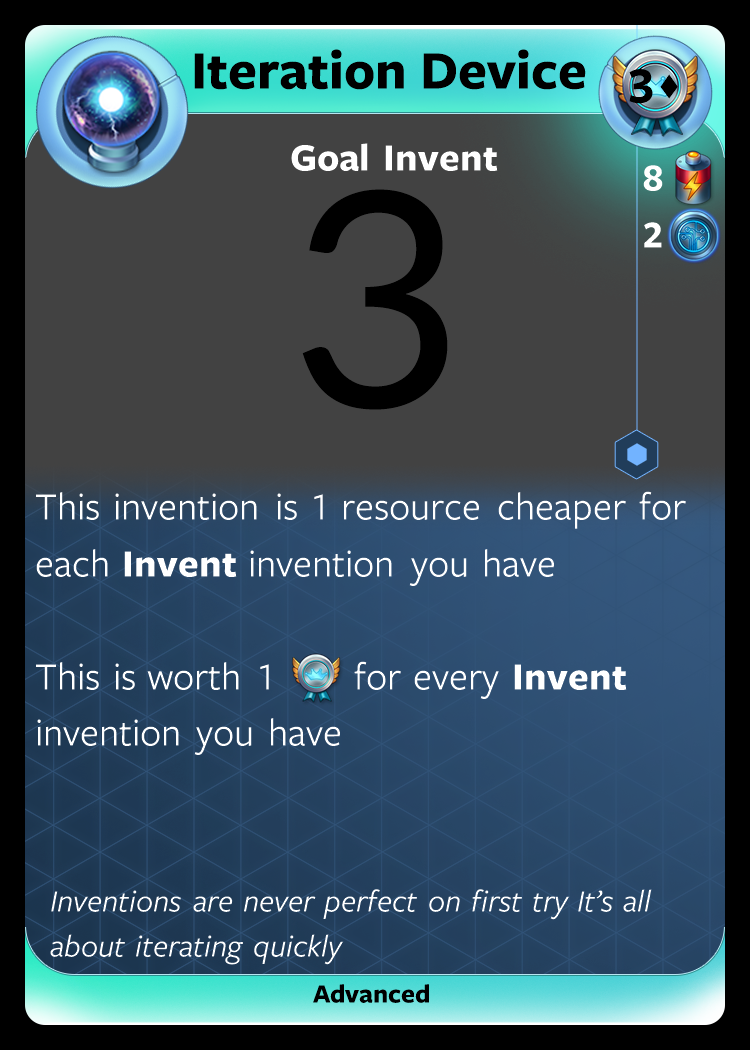 Iteration Device
3♦
Goal Invent
8
2
3
This invention is 1 resource cheaper for
each Invent invention you have
This is worth 1 for every Invent
invention you have
Inventions are never perfect on first try It’s all
about iterating quickly
Advanced